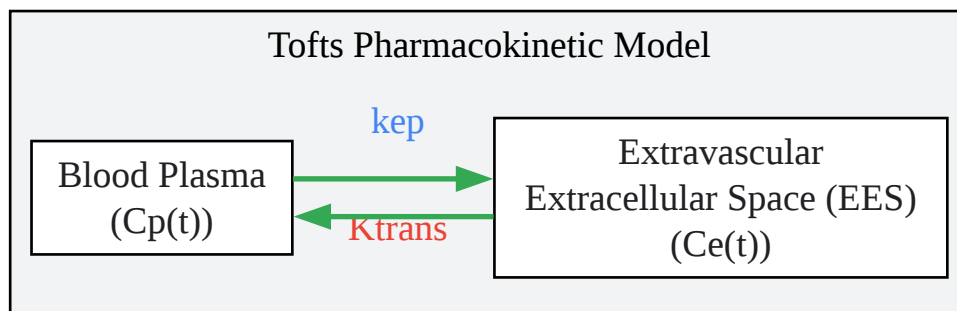 Tofts Pharmacokinetic Model
kep
Blood Plasma
(Cp(t))
Ktrans
Extravascular
Extracellular Space (EES)
(Ce(t))